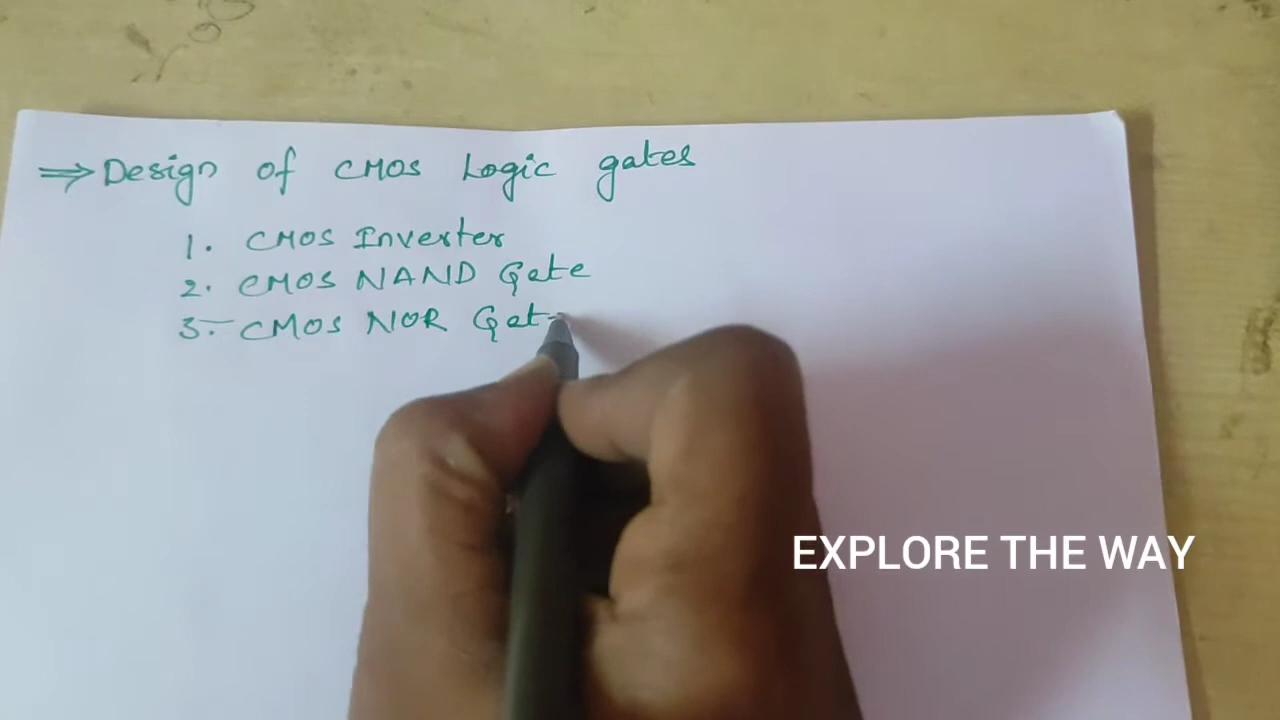 ⇒ Design of CMOS Logic gates
1. CMOS Inverter
2. CMOS NAND Gate
3. CMOS NOR Gat
EXPLORE THE WAY